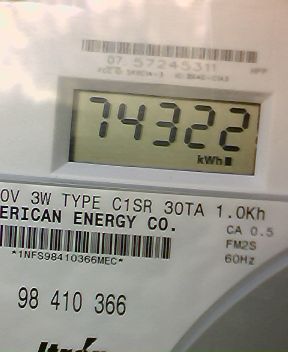 07 57245311
74322
kWh
0V 3W TYPE C1SR 30TA 1.0Kh
ERICAN ENERGY CO.
CA 0.5
FM2S
*1NFS98410366MEC*
60Hz
98 410 366
Itron